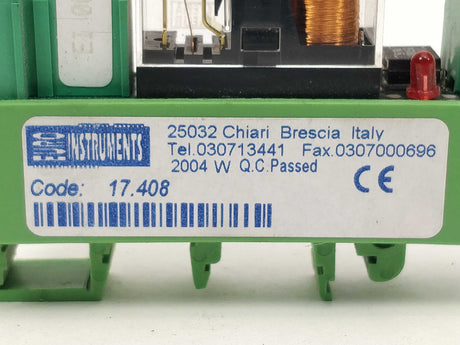 INSTRUMENTS
25032 Chiari Brescia Italy
Tel.030713441 Fax.0307000696
2004 W Q.C.Passed
CE
Code: 17.408